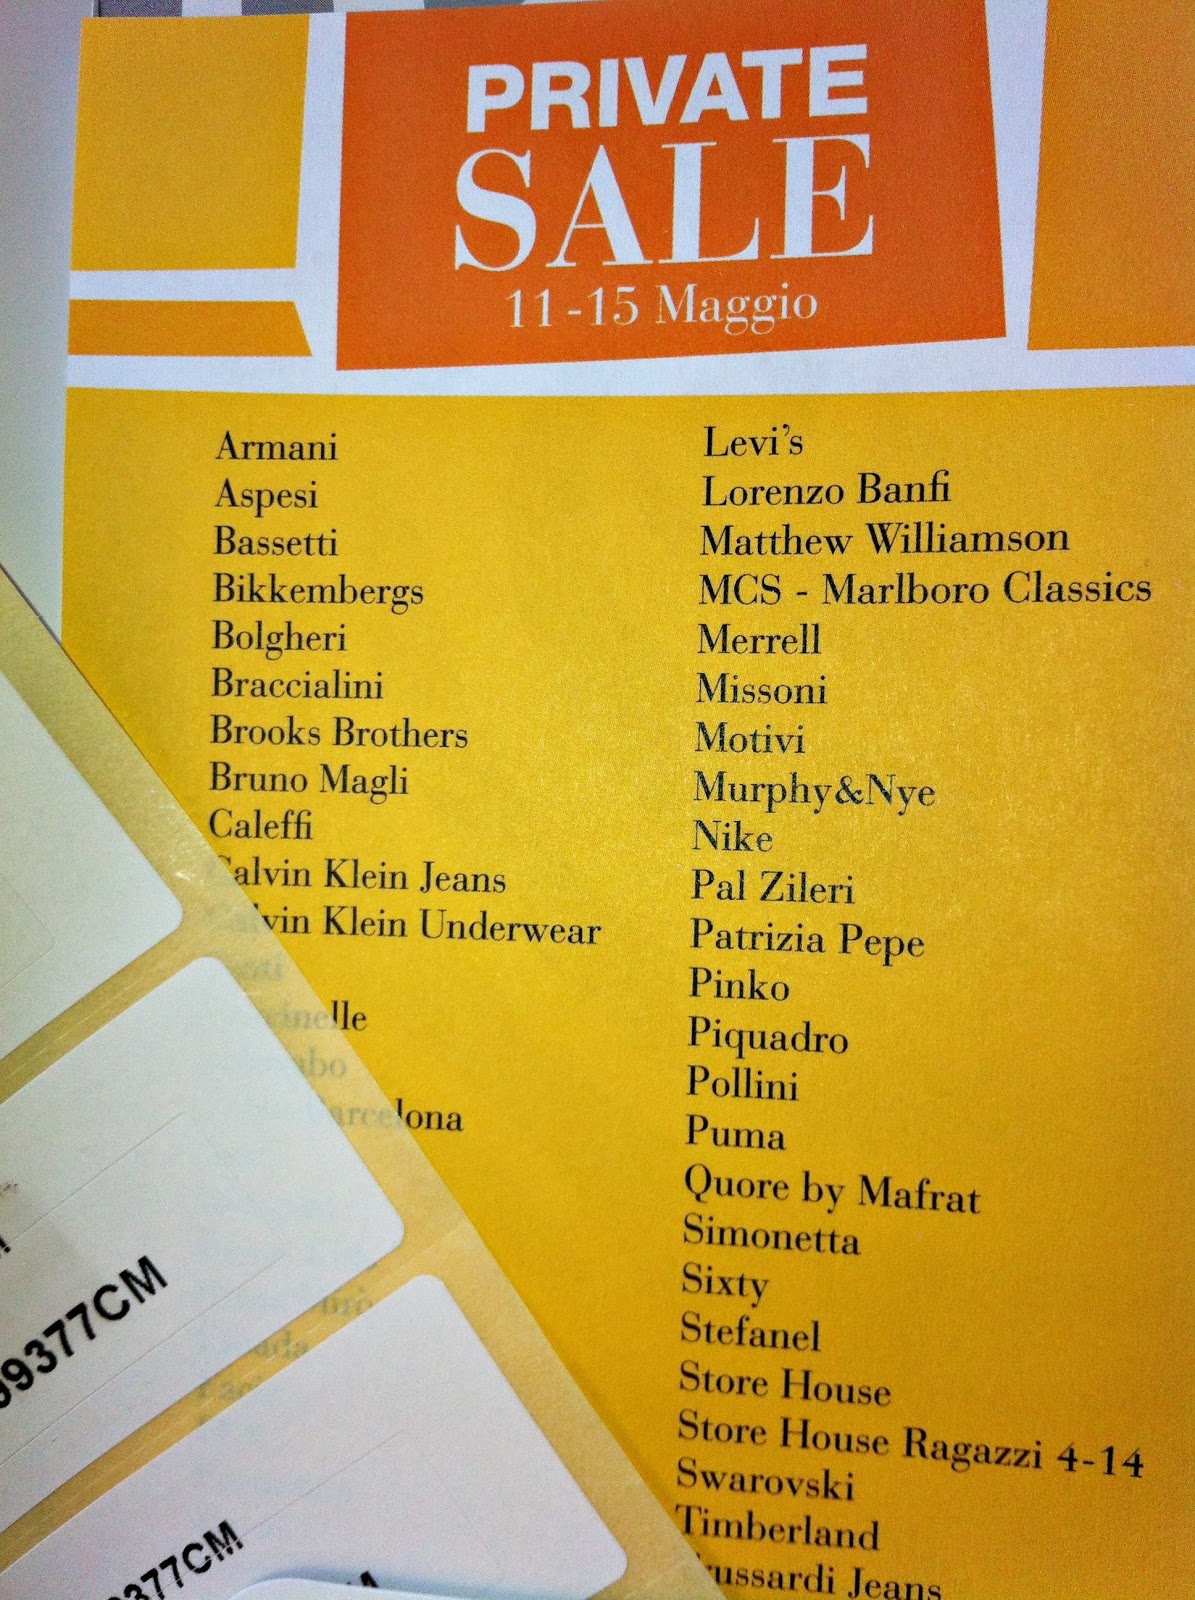 PRIVATE
SALE
11-15 Maggio
Armani
Aspesi
Bassetti
Bikkembergs
Bolgheri
Braccialini
Brooks Brothers
Bruno Magli
Caleffi
Calvin Klein Jeans
Calvin Klein Underwear
Levi's
Lorenzo Banfi
Matthew Williamson
MCS - Marlboro Classics
Merrell
Missoni
Motivi
Murphy&Nye
Nike
Pal Zileri
Patrizia Pepe
Pinko
Piquadro
Pollini
Puma
Quore by Mafrat
Simonetta
Sixty
Stefanel
Store House
Store House Ragazzi 4-14
Swarovski
Timberland
Trussardi Jeans
9377CM
9377CM